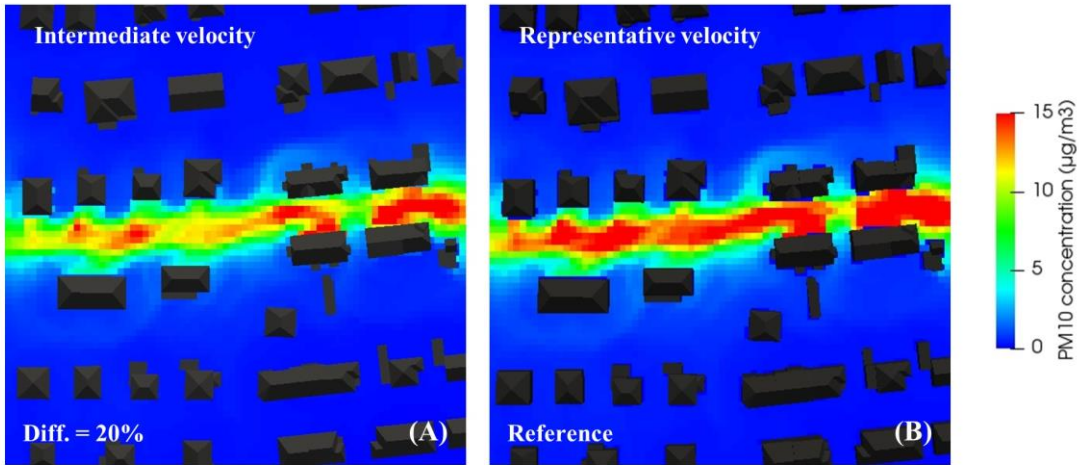 Intermediate velocity
Diff. = 20%
(A)
Representative velocity
Reference
(B)
15
10
5
0
PM10 concentration (µg/m3)